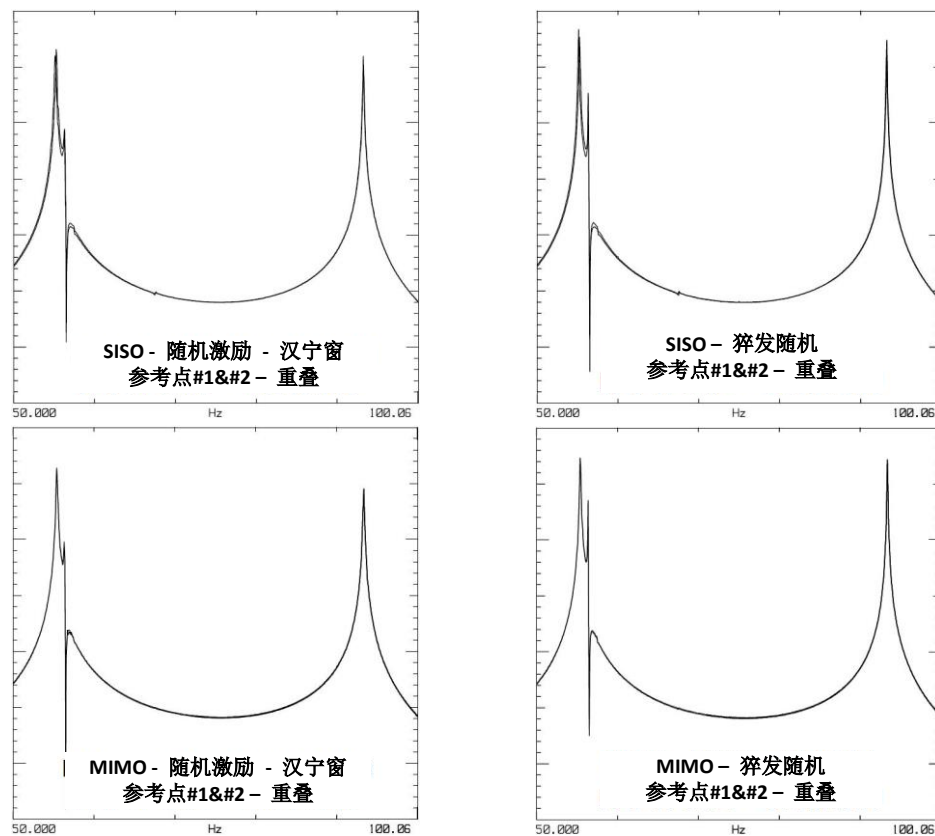 SISO - 随机激励 - 汉宁窗
参考点#1&#2 – 重叠
50.000 Hz 100.06
SISO – 猝发随机
参考点#1&#2 – 重叠
50.000 Hz 100.06
MIMO - 随机激励 - 汉宁窗
参考点#1&#2 – 重叠
50.000 Hz 100.06
MIMO – 猝发随机
参考点#1&#2 – 重叠
50.000 Hz 100.06